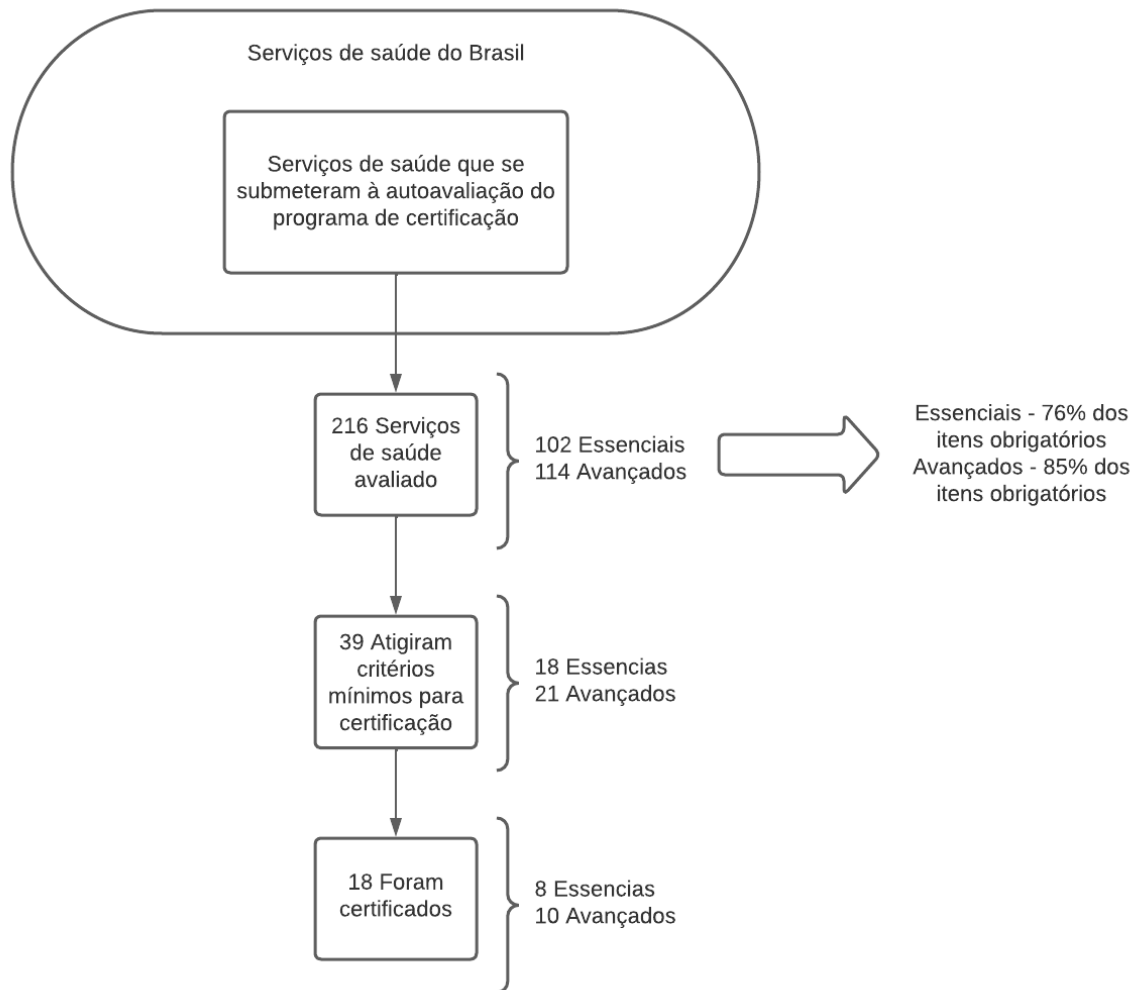 Serviços de saúde do Brasil
Serviços de saúde que se
submeteram à autoavaliação do
programa de certificação
216 Serviços
de saúde
avaliado
102 Essenciais
114 Avançados
Essenciais - 76% dos
itens obrigatórios
Avançados - 85% dos
itens obrigatórios
39 Atigiram
critérios
mínimos para
certificação
18 Essencias
21 Avançados
18 Foram
certificados
8 Essencias
10 Avançados